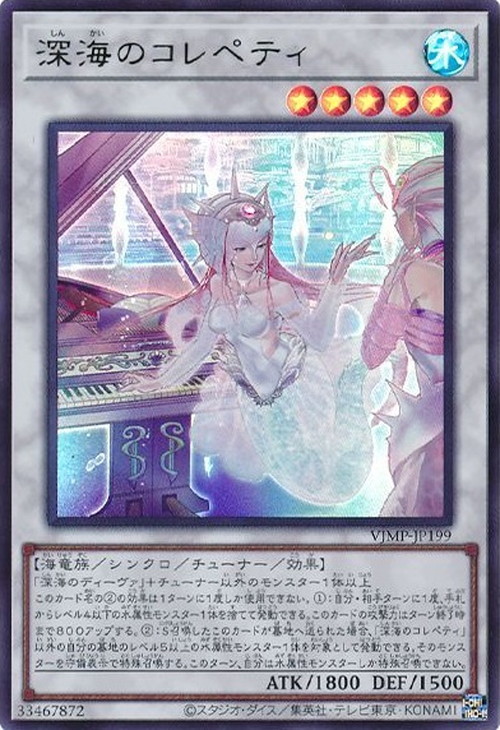 深海のコレペティ
水
VJMP-JP199
【海竜族／シンクロ／チューナー／効果】
「深海のディーヴァ」＋チューナー以外のモンスター1体以上
このカード名の②の効果は1ターンに1度しか使用できない。①：自分・相手ターンに1度、手札
からレベル4以下の水属性モンスター1体を捨てて発動できる。このカードの攻撃力はターン終了時
まで８００アップする。②：S召喚したこのカードが墓地へ送られた場合、「深海のコレペティ」
以外の自分の墓地のレベル5以上の水属性モンスター1体を対象として発動できる。そのモンス
ターを守備表示で特殊召喚する。このターン、自分は水属性モンスターしか特殊召喚できない。
ATK/1800 DEF/1500
33467872 ©スタジオ・ダイス／集英社・テレビ東京・KONAMI